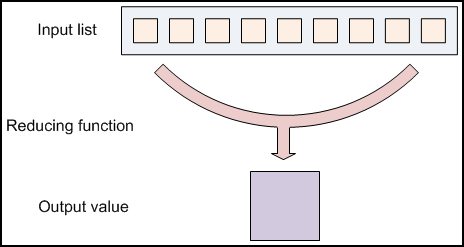 Input list
Reducing function
Output value